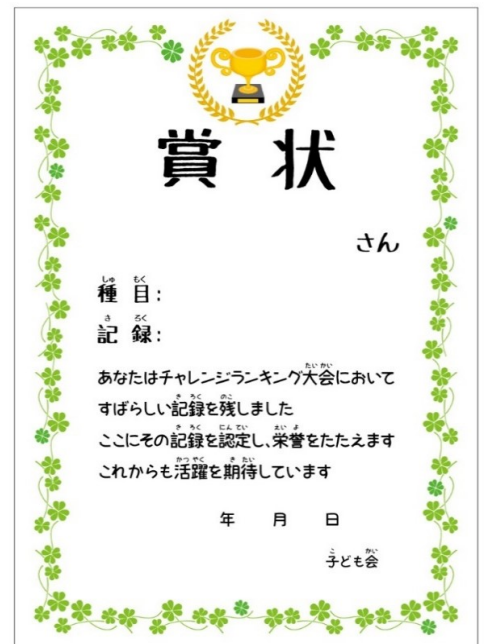 賞状
さん
種目:
記録:
あなたはチャレンジランキング大会において
すばらしい記録を残しました
ここにその記録を認定し、栄誉をたたえます
これからも活躍を期待しています
年 月 日
子ども会